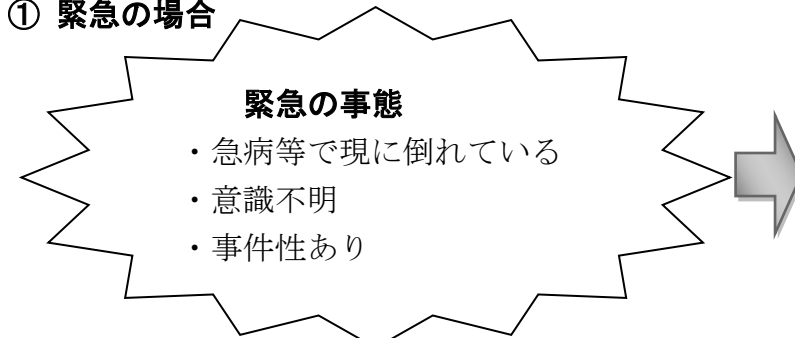 ① 緊急の場合
緊急の事態
・急病等で現に倒れている
・意識不明
・事件性あり